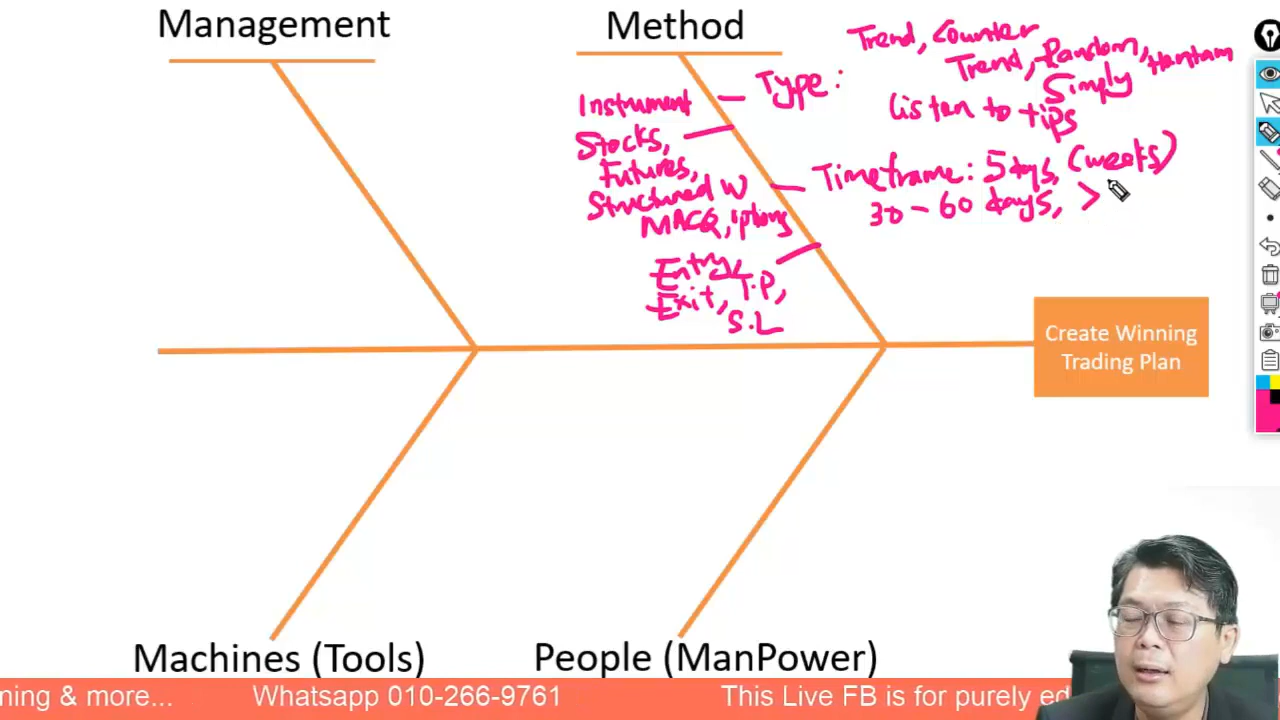 Management
Method
Type: Trend, Counter
Trend, Random, Hantam
Simply
listen to tips
Instrument
Stocks,
Futures,
Structured W
MACQ, options
Timeframe: 5 days, (weeks)
30 - 60 days, >
Entry,
Exit, T.P,
S.L
Create Winning
Trading Plan
Machines (Tools)
People (ManPower)
ning & more... Whatsapp 010-266-9761 This Live FB is for purely ed